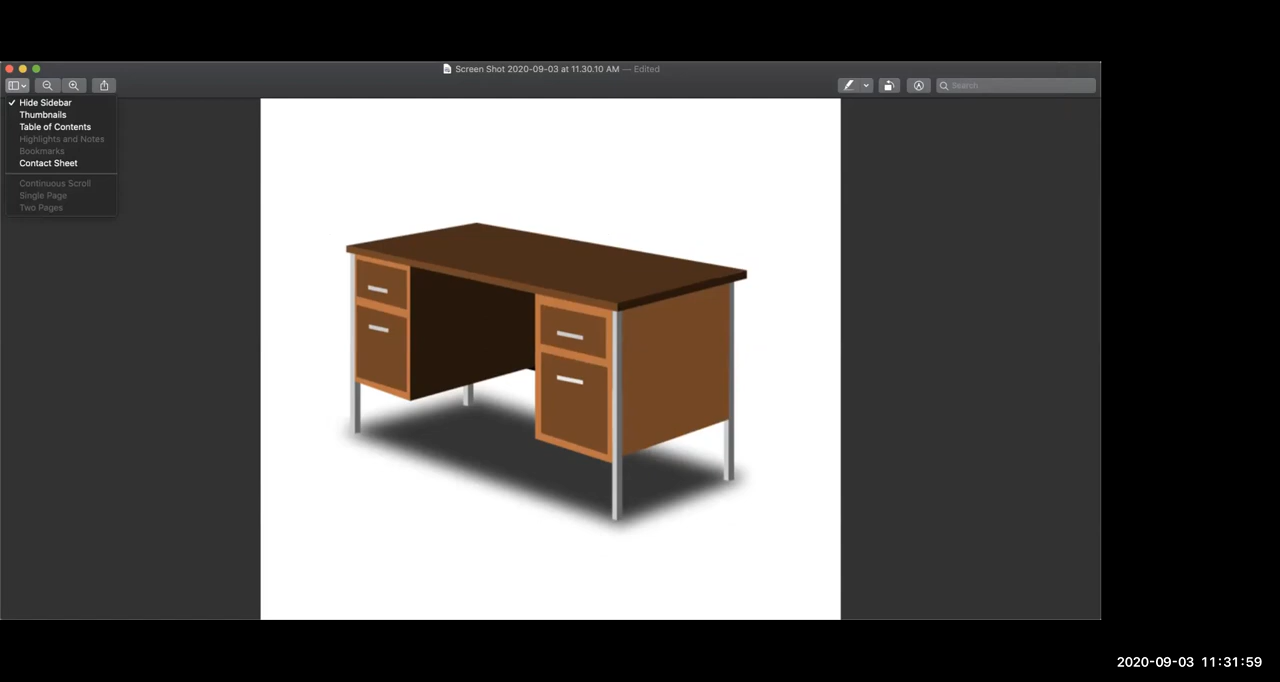 Screen Shot 2020-09-03 at 11.30.10 AM — Edited
Search
Hide Sidebar
Thumbnails
Table of Contents
Highlights and Notes
Bookmarks
Contact Sheet
Continuous Scroll
Single Page
Two Pages
2020-09-03 11:31:59